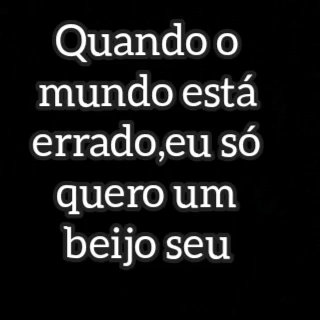 Quando o
mundo está
errado,eu só
quero um
beijo seu